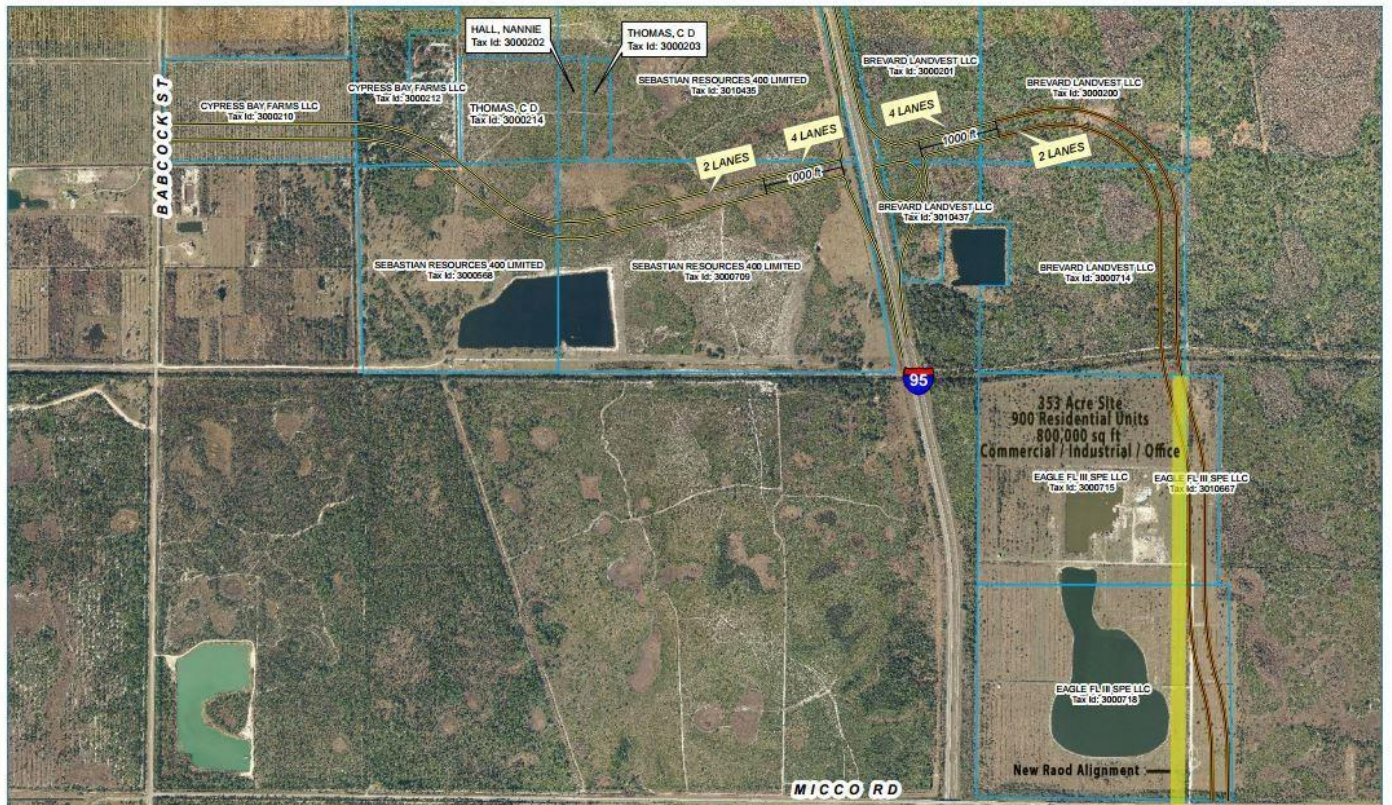 HALL, NANNIE
Tax Id: 3000202
THOMAS, C D
Tax Id: 3000203
BREVARD LANDVEST LLC
Tax Id: 3000201
BREVARD LANDVEST LLC
Tax Id: 3000200
SEBASTIAN RESOURCES 400 LIMITED
Tax Id: 3010435
CYPRESS BAY FARMS LLC
Tax Id: 3000212
CYPRESS BAY FARMS LLC
Tax Id: 3000210
THOMAS, C D
Tax Id: 3000214
BABCOCK ST
4 LANES
4 LANES
1000 ft
2 LANES
2 LANES
1000 ft
BREVARD LANDVEST LLC
Tax Id: 3010437
SEBASTIAN RESOURCES 400 LIMITED
Tax Id: 3000568
SEBASTIAN RESOURCES 400 LIMITED
Tax Id: 3000709
BREVARD LANDVEST LLC
Tax Id: 3000714
95
353 Acre Site
900 Residential Units
800,000 sq ft
Commercial / Industrial / Office
EAGLE FL III SPE LLC
Tax Id: 3000715
EAGLE FL III SPE LLC
Tax Id: 3010667
EAGLE FL III SPE LLC
Tax Id: 3000718
New Raod Alignment
MICCO RD